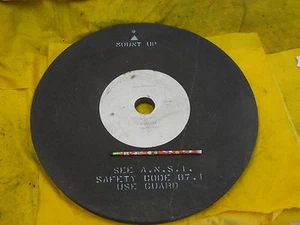 MOUNT UP
SEE A.N.S.I.
SAFETY CODE B7.1
USE GUARD